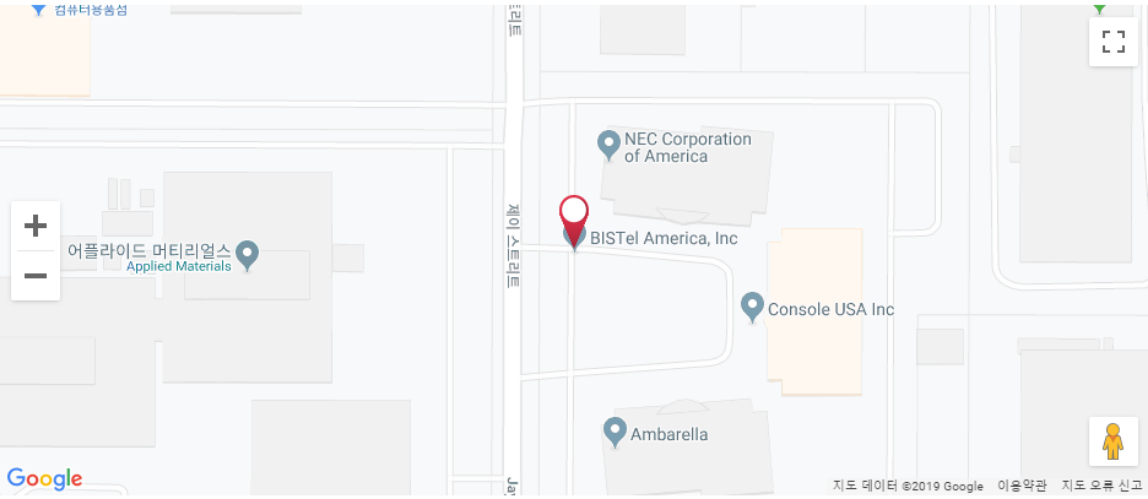 컴퓨터용품점
트리트
NEC Corporation
of America
제이 스트리트
BISTel America, Inc
어플라이드 머티리얼스
Applied Materials
Console USA Inc
Ambarella
Google
Jay
지도 데이터 ©2019 Google 이용약관 지도 오류 신고